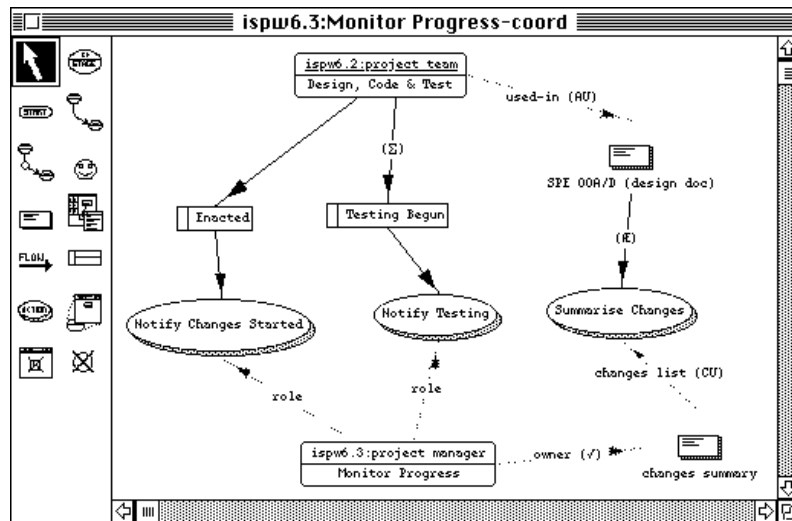 ispw6.3:Monitor Progress-coord
STAGE
START
FLOW
ACTION
ispw6.2:project team
Design, Code & Test
used-in (AU)
(Σ)
SPE 00A/D (design doc)
Enacted
Testing Begun
(Æ)
Notify Changes Started
Notify Testing
Summarise Changes
changes list (CU)
role
role
ispw6.3:project manager
Monitor Progress
owner (√)
changes summary